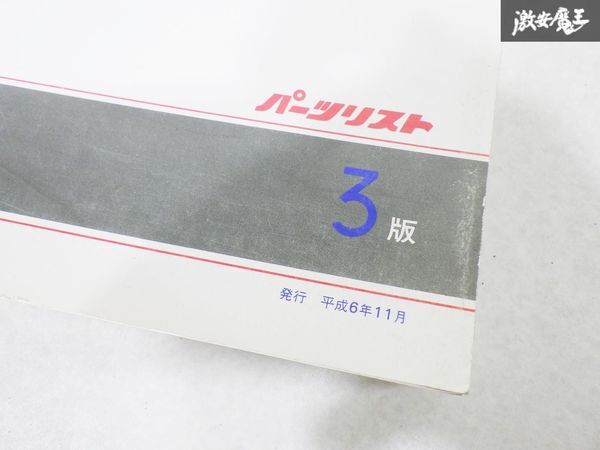 激安魔王
パーツリスト
3版
発行 平成6年11月